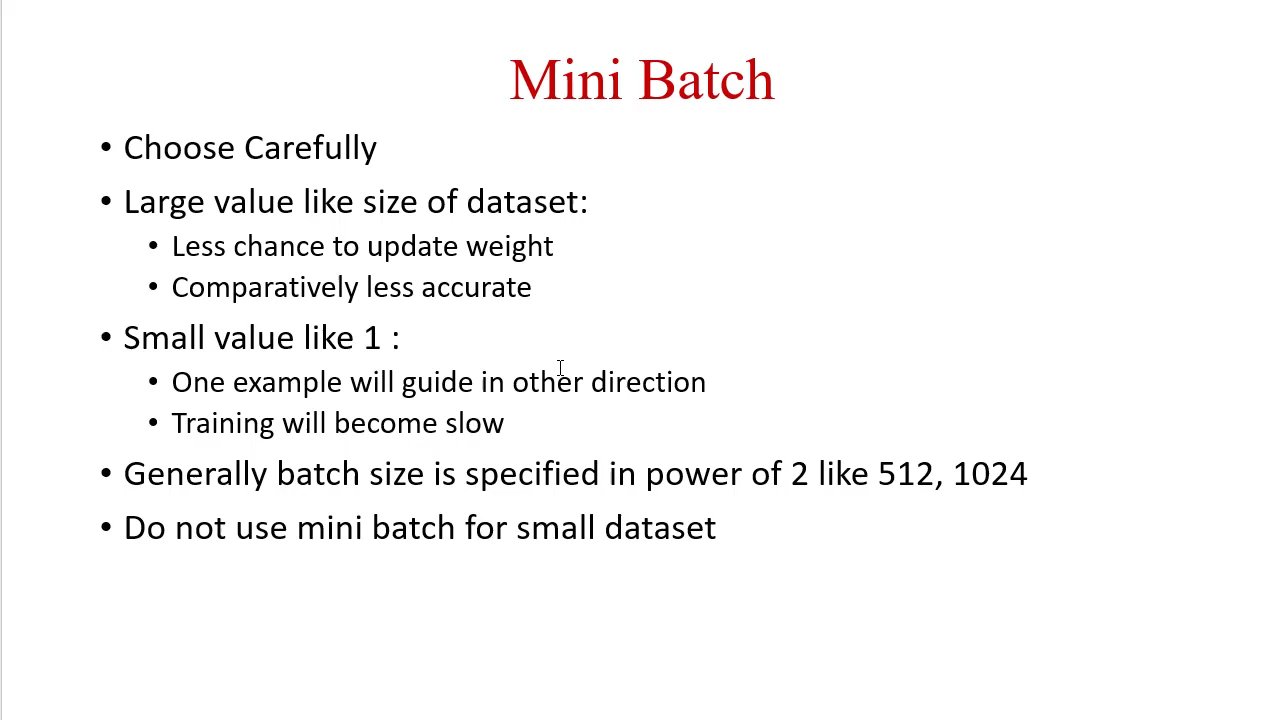 Mini Batch
• Choose Carefully
• Large value like size of dataset:
• Less chance to update weight
• Comparatively less accurate
• Small value like 1 :
• One example will guide in other direction
• Training will become slow
• Generally batch size is specified in power of 2 like 512, 1024
• Do not use mini batch for small dataset